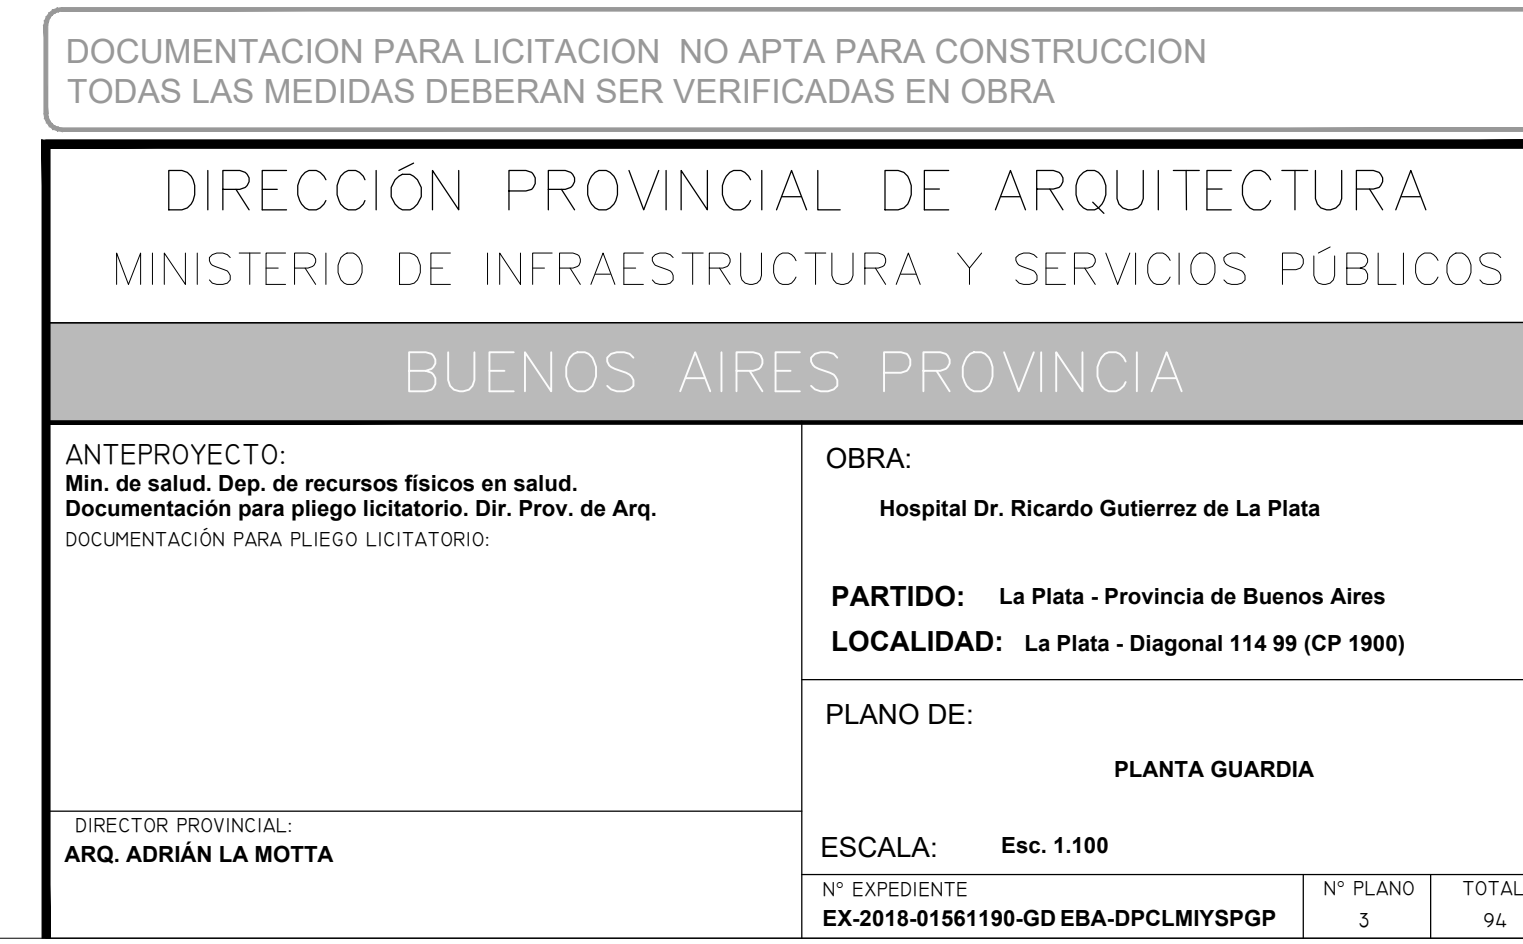 DOCUMENTACION PARA LICITACION NO APTA PARA CONSTRUCCION
TODAS LAS MEDIDAS DEBERAN SER VERIFICADAS EN OBRA
DIRECCIÓN PROVINCIAL DE ARQUITECTURA
MINISTERIO DE INFRAESTRUCTURA Y SERVICIOS PÚBLICOS
BUENOS AIRES PROVINCIA
ANTEPROYECTO:
Min. de salud. Dep. de recursos físicos en salud.
Documentación para pliego licitatorio. Dir. Prov. de Arq.
DOCUMENTACIÓN PARA PLIEGO LICITATORIO:
DIRECTOR PROVINCIAL:
ARQ. ADRIÁN LA MOTTA
OBRA:
Hospital Dr. Ricardo Gutierrez de La Plata
PARTIDO: La Plata - Provincia de Buenos Aires
LOCALIDAD: La Plata - Diagonal 114 99 (CP 1900)
PLANO DE:
PLANTA GUARDIA
ESCALA: Esc. 1.100
N° EXPEDIENTE
EX-2018-01561190-GD EBA-DPCLMIYSPGP
N° PLANO
3
TOTAL
94